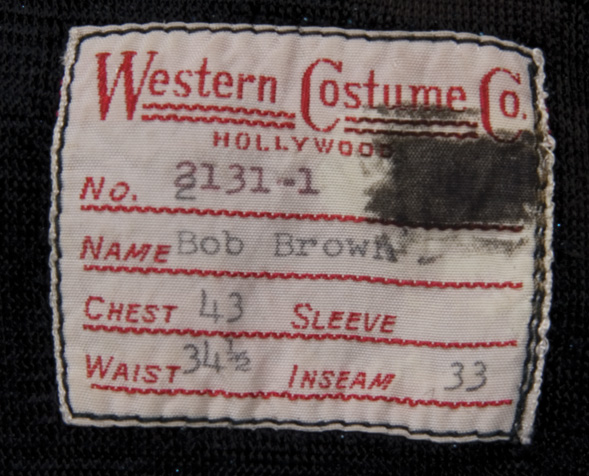 Western Costume Co.
HOLLYWOOD
No. 2131-1
NAME Bob Brown
CHEST 43 SLEEVE
WAIST 34½ INSEAM 33